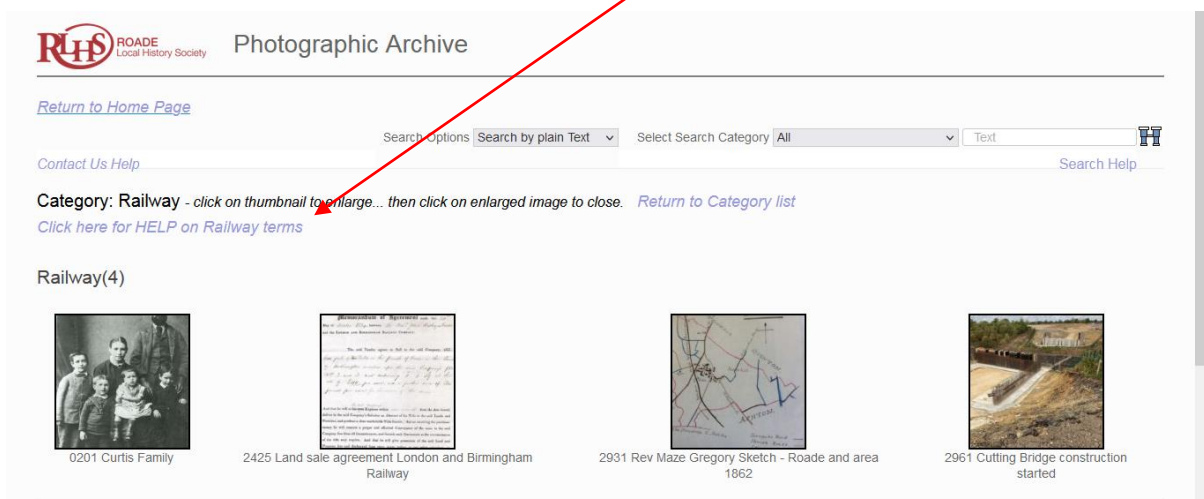 RLHS ROADE
Local History Society
Photographic Archive
Return to Home Page
Search Options Search by plain Text Select Search Category All Text
Contact Us Help Search Help
Category: Railway - click on thumbnail to enlarge... then click on enlarged image to close. Return to Category list
Click here for HELP on Railway terms
Railway(4)
Memorandum of Agreement
0201 Curtis Family
2425 Land sale agreement London and Birmingham
Railway
2931 Rev Maze Gregory Sketch - Roade and area
1862
2961 Cutting Bridge construction
started